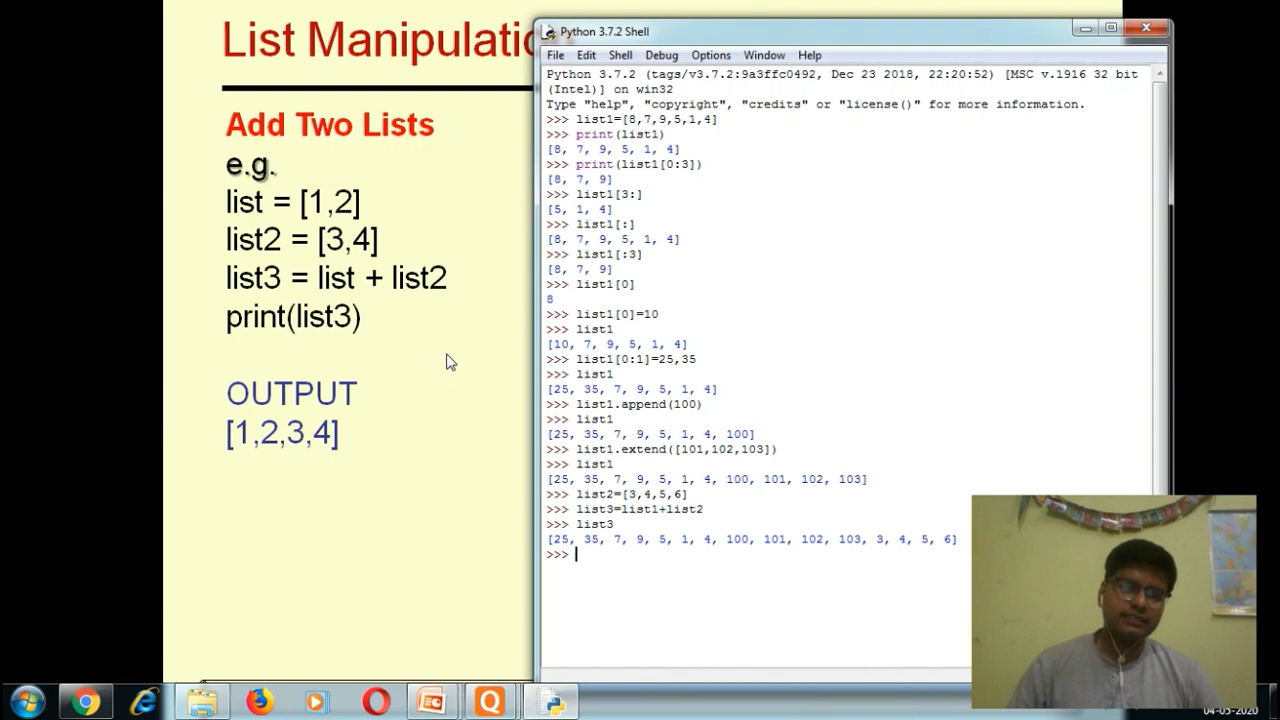 List Manipulatio
Add Two Lists
e.g.
list = [1,2]
list2 = [3,4]
list3 = list + list2
print(list3)
OUTPUT
[1,2,3,4]
Python 3.7.2 Shell
File Edit Shell Debug Options Window Help
Python 3.7.2 (tags/v3.7.2:9a3ffc0492, Dec 23 2018, 22:20:52) [MSC v.1916 32 bit
(Intel)] on win32
Type "help", "copyright", "credits" or "license()" for more information.
>>> list1=[8,7,9,5,1,4]
>>> print(list1)
[8, 7, 9, 5, 1, 4]
>>> print(list1[0:3])
[8, 7, 9]
>>> list1[3:]
[5, 1, 4]
>>> list1[:]
[8, 7, 9, 5, 1, 4]
>>> list1[:3]
[8, 7, 9]
>>> list1[0]
8
>>> list1[0]=10
>>> list1
[10, 7, 9, 5, 1, 4]
>>> list1[0:1]=25,35
>>> list1
[25, 35, 7, 9, 5, 1, 4]
>>> list1.append(100)
>>> list1
[25, 35, 7, 9, 5, 1, 4, 100]
>>> list1.extend([101,102,103])
>>> list1
[25, 35, 7, 9, 5, 1, 4, 100, 101, 102, 103]
>>> list2=[3,4,5,6]
>>> list3=list1+list2
>>> list3
[25, 35, 7, 9, 5, 1, 4, 100, 101, 102, 103, 3, 4, 5, 6]
>>>
04-05-2020